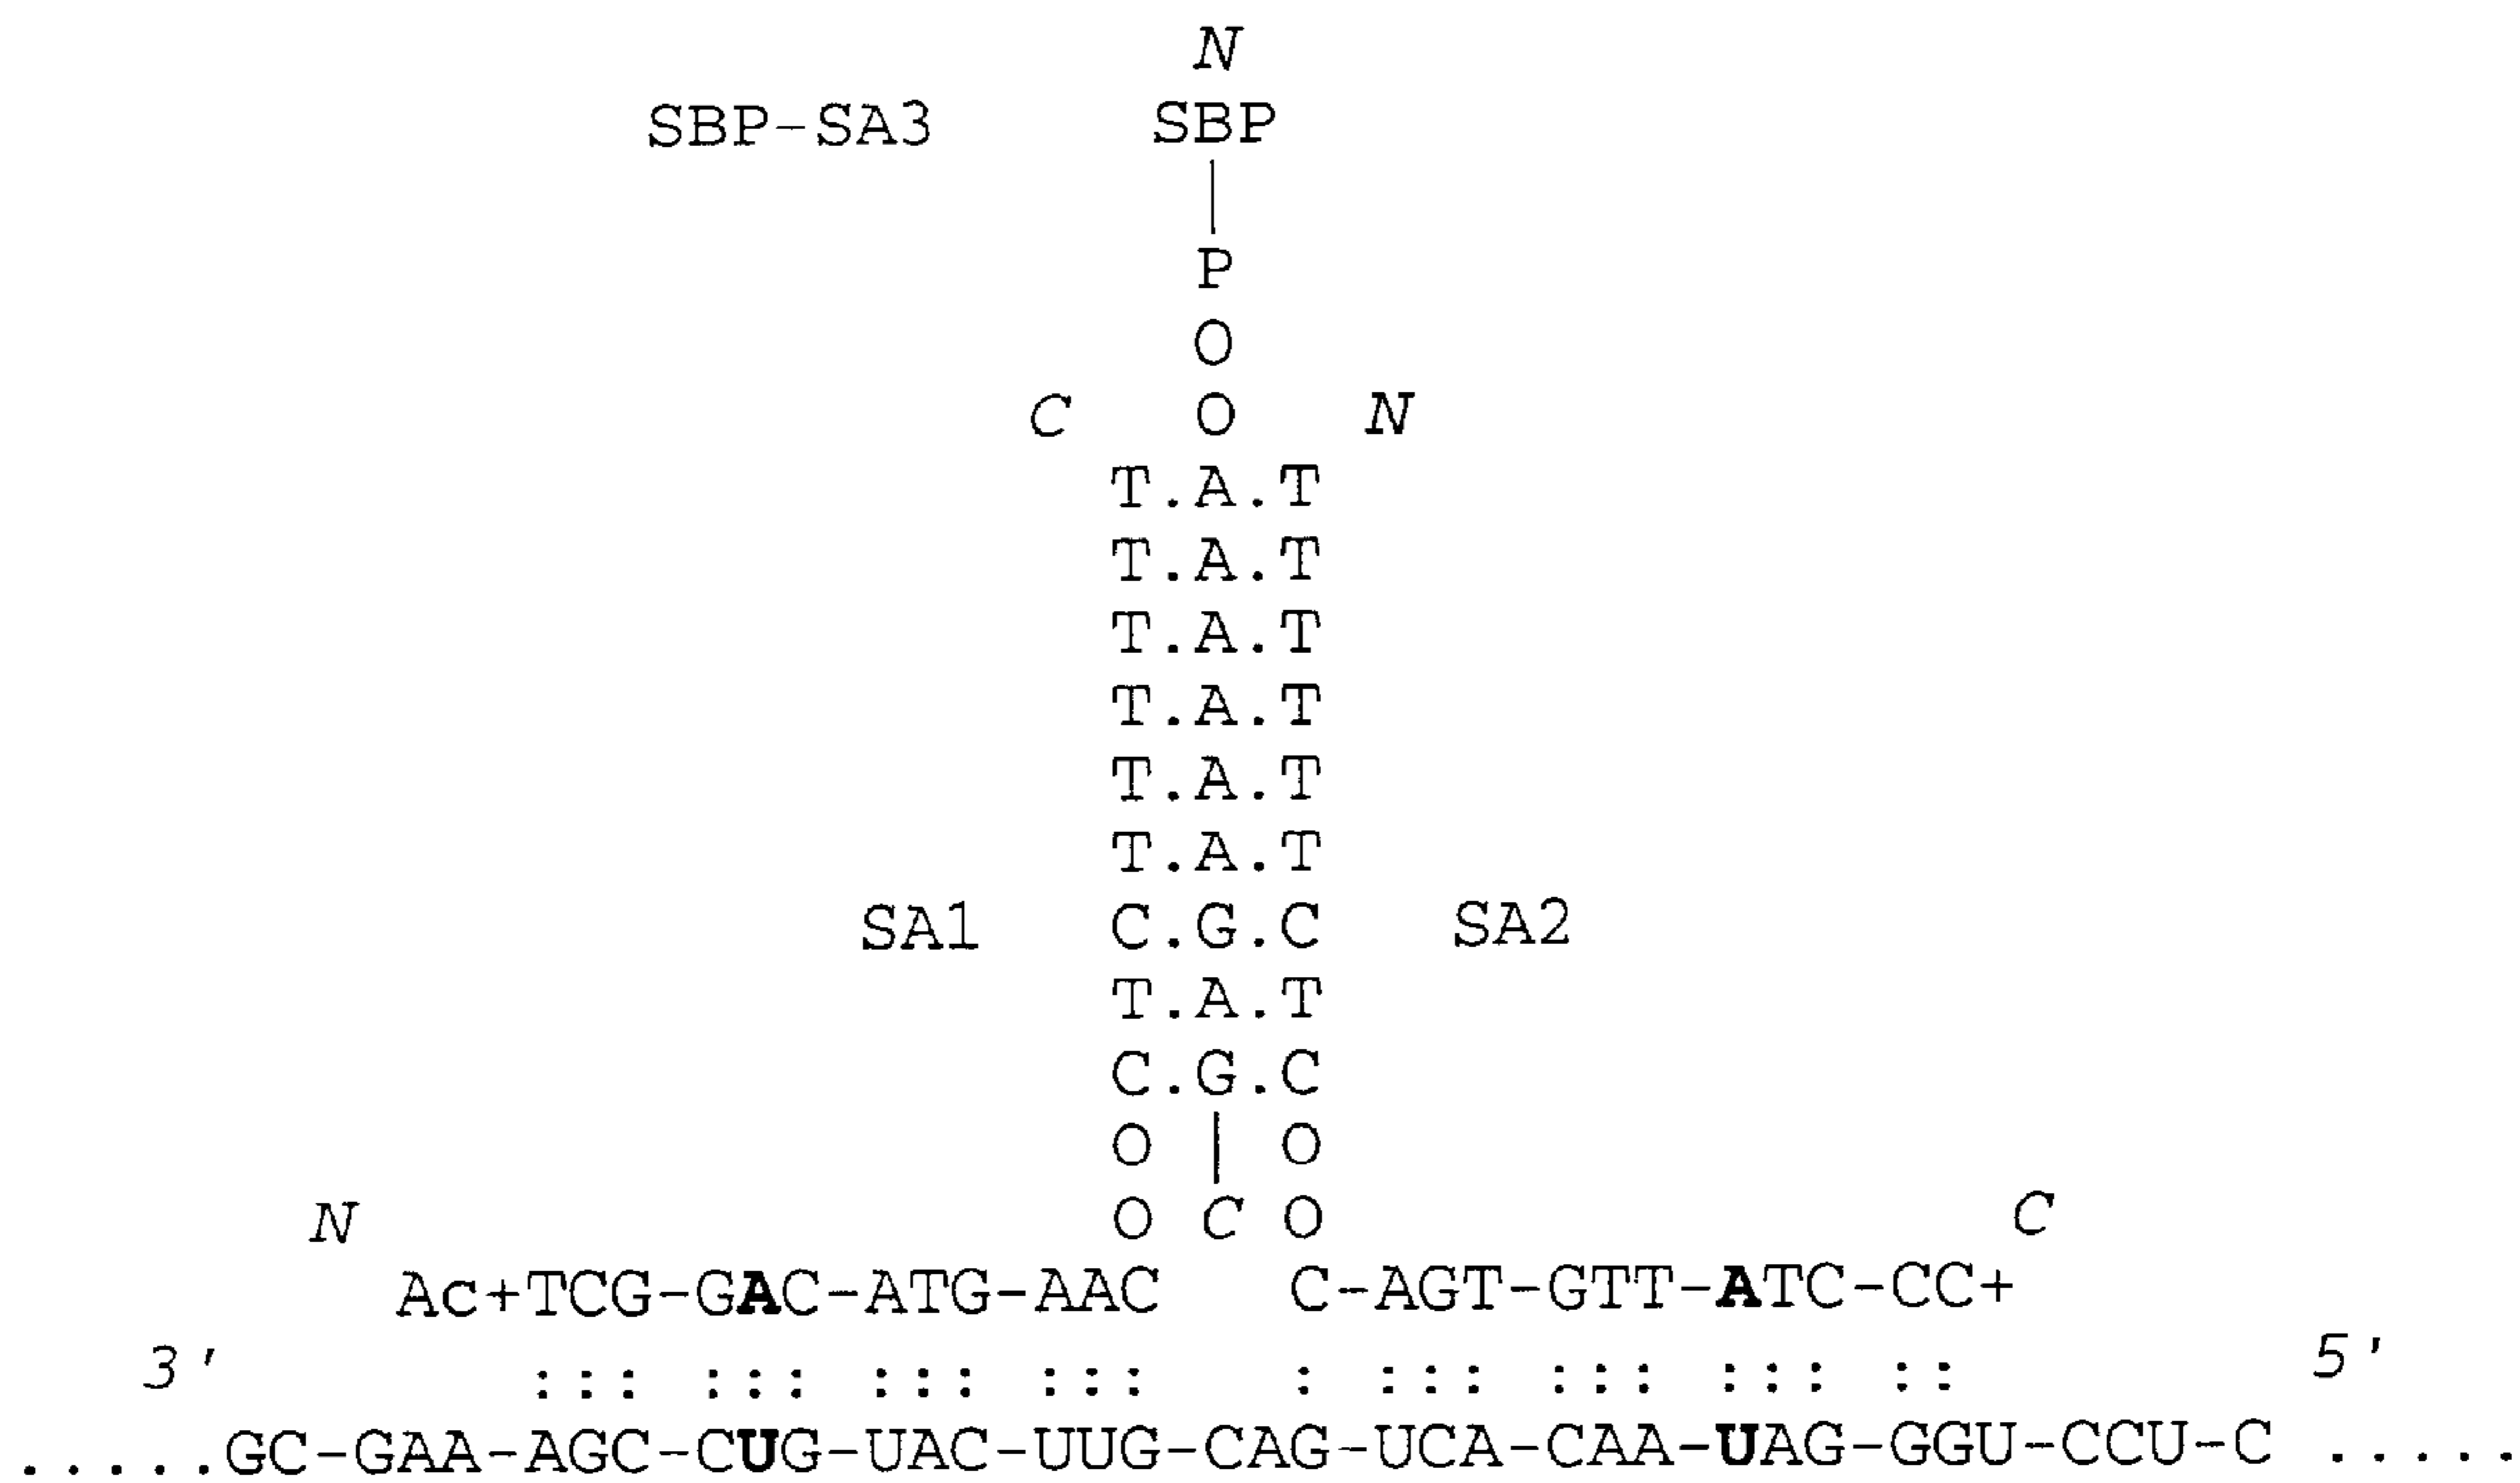 N
SBP-SA3 SBP
|
P
O
C O N
T.A.T
T.A.T
T.A.T
T.A.T
T.A.T
T.A.T
SA1 C.G.C SA2
T.A.T
C.G.C
O | O
N O C O C
Ac+TCG-GAC-ATG-AAC C-AGT-GTT-ATC-CC+
3' ::: ::: ::: ::: : ::: ::: ::: :: 5'
.....GC-GAA-AGC-CUG-UAC-UUG-CAG-UCA-CAA-UAG-GGU-CCU-C .....